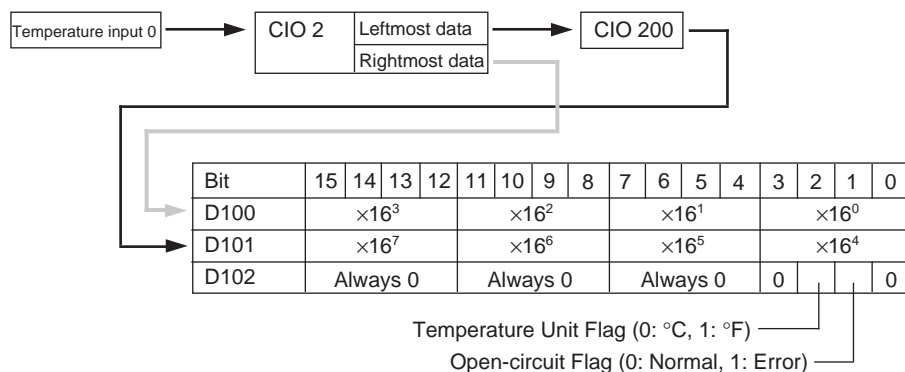 Temperature input 0
CIO 2
Leftmost data
CIO 200
Rightmost data
Bit 15 14 13 12 11 10 9 8 7 6 5 4 3 2 1 0
D100 ×16³ ×16² ×16¹ ×16⁰
D101 ×16⁷ ×16⁶ ×16⁵ ×16⁴
D102 Always 0 Always 0 Always 0 0 0
Temperature Unit Flag (0: °C, 1: °F)
Open-circuit Flag (0: Normal, 1: Error)